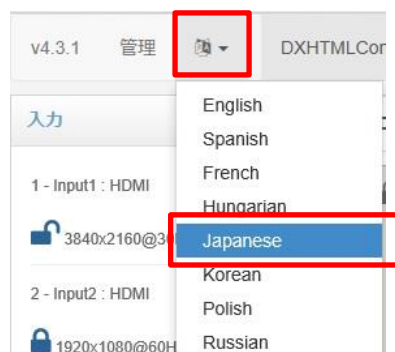 v4.3.1 管理 DXHTMLCon
入力
English
Spanish
French
Hungarian
Japanese
Korean
Polish
Russian
1 - Input1 : HDMI
3840x2160@30
2 - Input2 : HDMI
1920x1080@60H